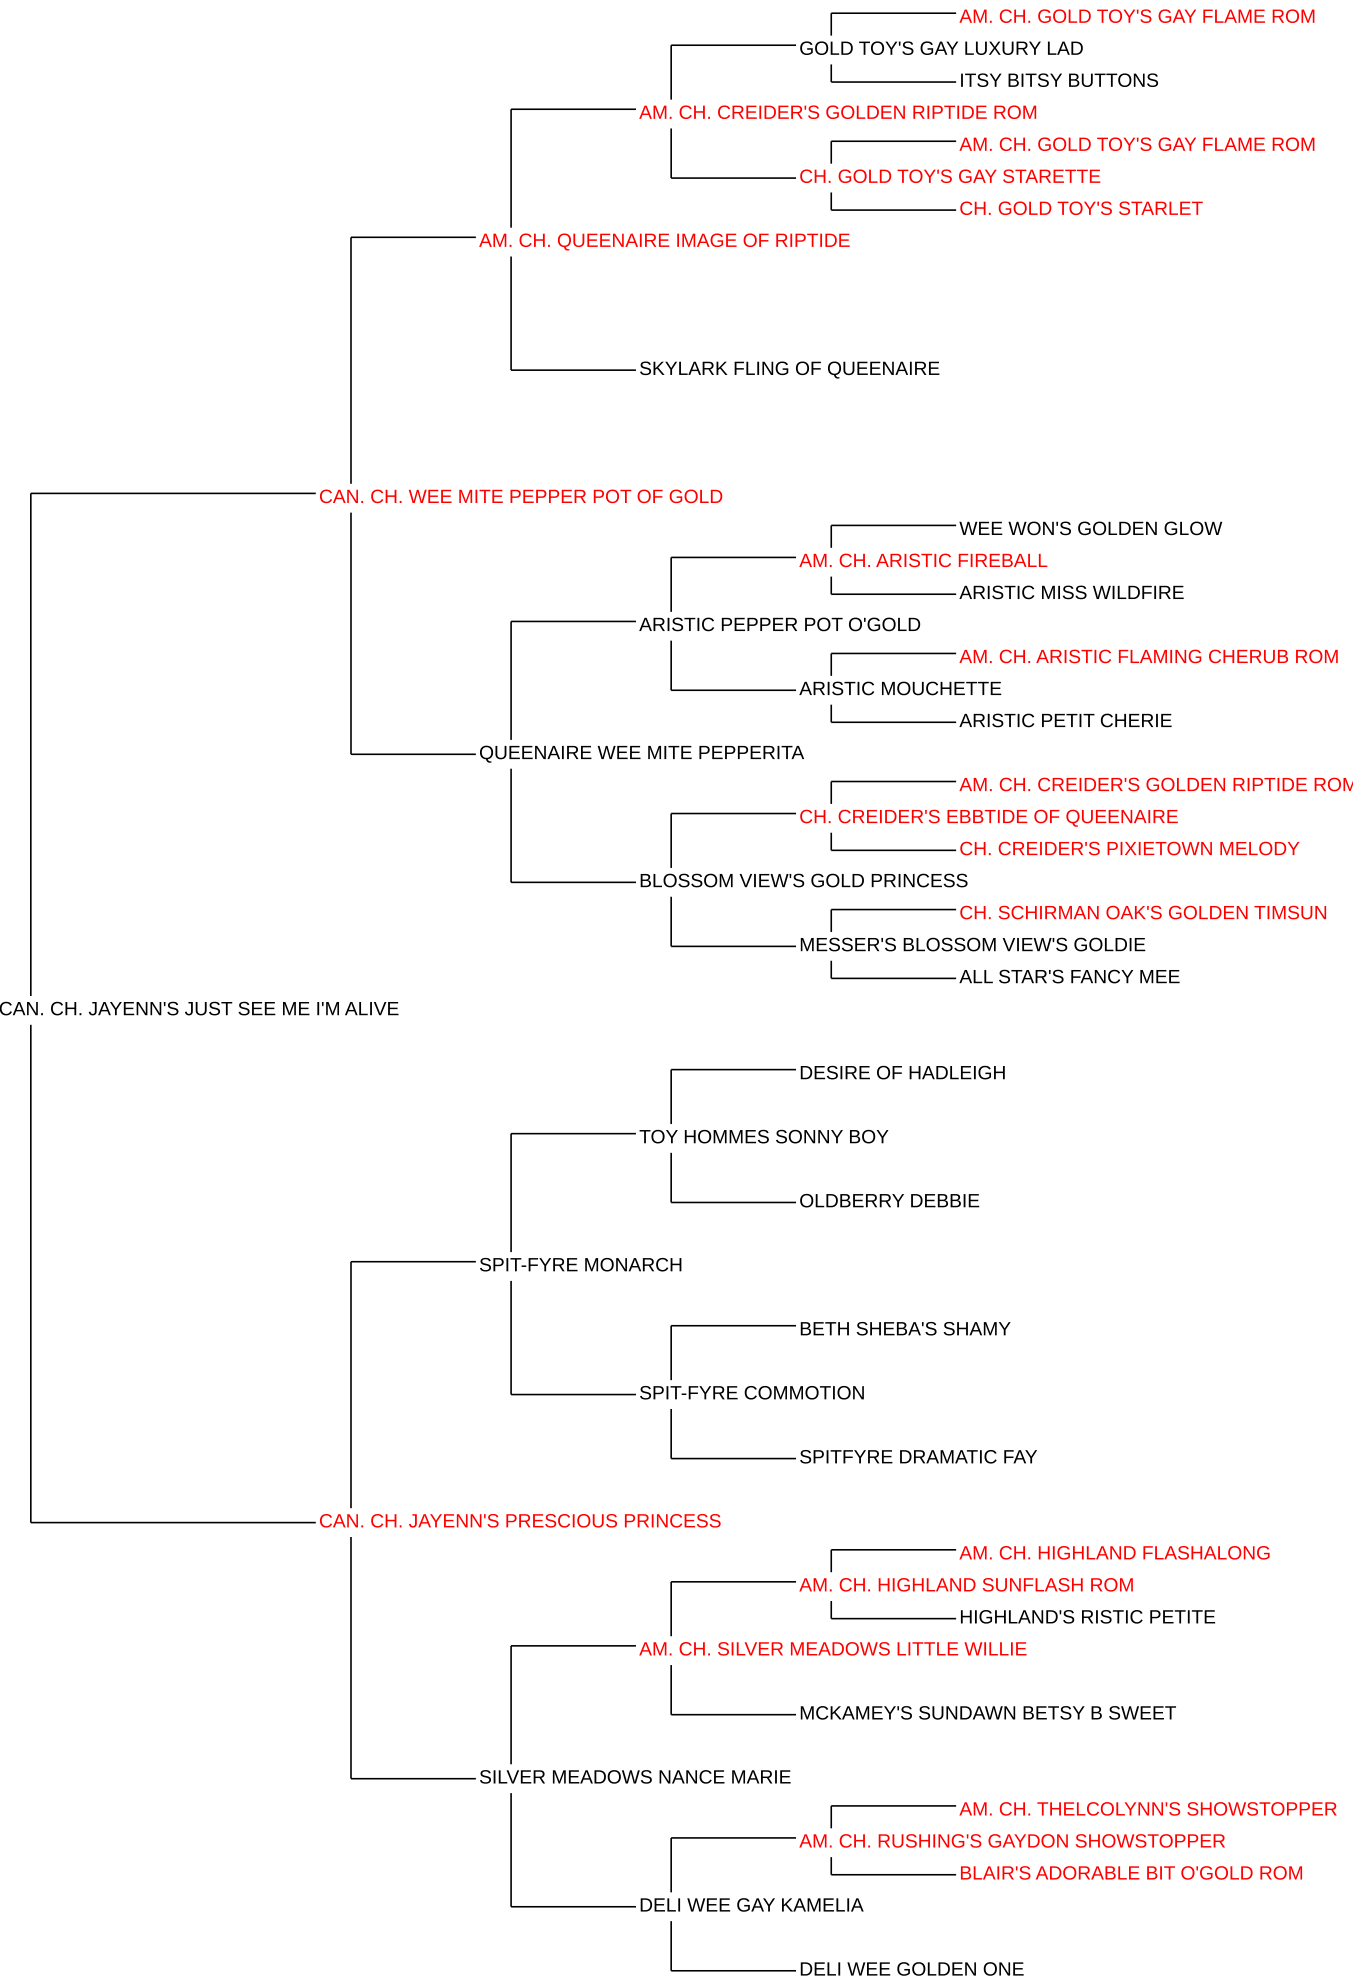 AM. CH. GOLD TOY'S GAY FLAME ROM
GOLD TOY'S GAY LUXURY LAD
ITSY BITSY BUTTONS
AM. CH. CREIDER'S GOLDEN RIPTIDE ROM
AM. CH. GOLD TOY'S GAY FLAME ROM
CH. GOLD TOY'S GAY STARETTE
CH. GOLD TOY'S STARLET
AM. CH. QUEENAIRE IMAGE OF RIPTIDE
SKYLARK FLING OF QUEENAIRE
CAN. CH. WEE MITE PEPPER POT OF GOLD
WEE WON'S GOLDEN GLOW
AM. CH. ARISTIC FIREBALL
ARISTIC MISS WILDFIRE
ARISTIC PEPPER POT O'GOLD
AM. CH. ARISTIC FLAMING CHERUB ROM
ARISTIC MOUCHETTE
ARISTIC PETIT CHERIE
QUEENAIRE WEE MITE PEPPERITA
AM. CH. CREIDER'S GOLDEN RIPTIDE ROM
CH. CREIDER'S EBBTIDE OF QUEENAIRE
CH. CREIDER'S PIXIETOWN MELODY
BLOSSOM VIEW'S GOLD PRINCESS
CH. SCHIRMAN OAK'S GOLDEN TIMSUN
MESSER'S BLOSSOM VIEW'S GOLDIE
ALL STAR'S FANCY MEE
CAN. CH. JAYENN'S JUST SEE ME I'M ALIVE
DESIRE OF HADLEIGH
TOY HOMMES SONNY BOY
OLDBERRY DEBBIE
SPIT-FYRE MONARCH
BETH SHEBA'S SHAMY
SPIT-FYRE COMMOTION
SPITFYRE DRAMATIC FAY
CAN. CH. JAYENN'S PRESCIOUS PRINCESS
AM. CH. HIGHLAND FLASHALONG
AM. CH. HIGHLAND SUNFLASH ROM
HIGHLAND'S RISTIC PETITE
AM. CH. SILVER MEADOWS LITTLE WILLIE
MCKAMEY'S SUNDAWN BETSY B SWEET
SILVER MEADOWS NANCE MARIE
AM. CH. THELCOLYNN'S SHOWSTOPPER
AM. CH. RUSHING'S GAYDON SHOWSTOPPER
BLAIR'S ADORABLE BIT O'GOLD ROM
DELI WEE GAY KAMELIA
DELI WEE GOLDEN ONE